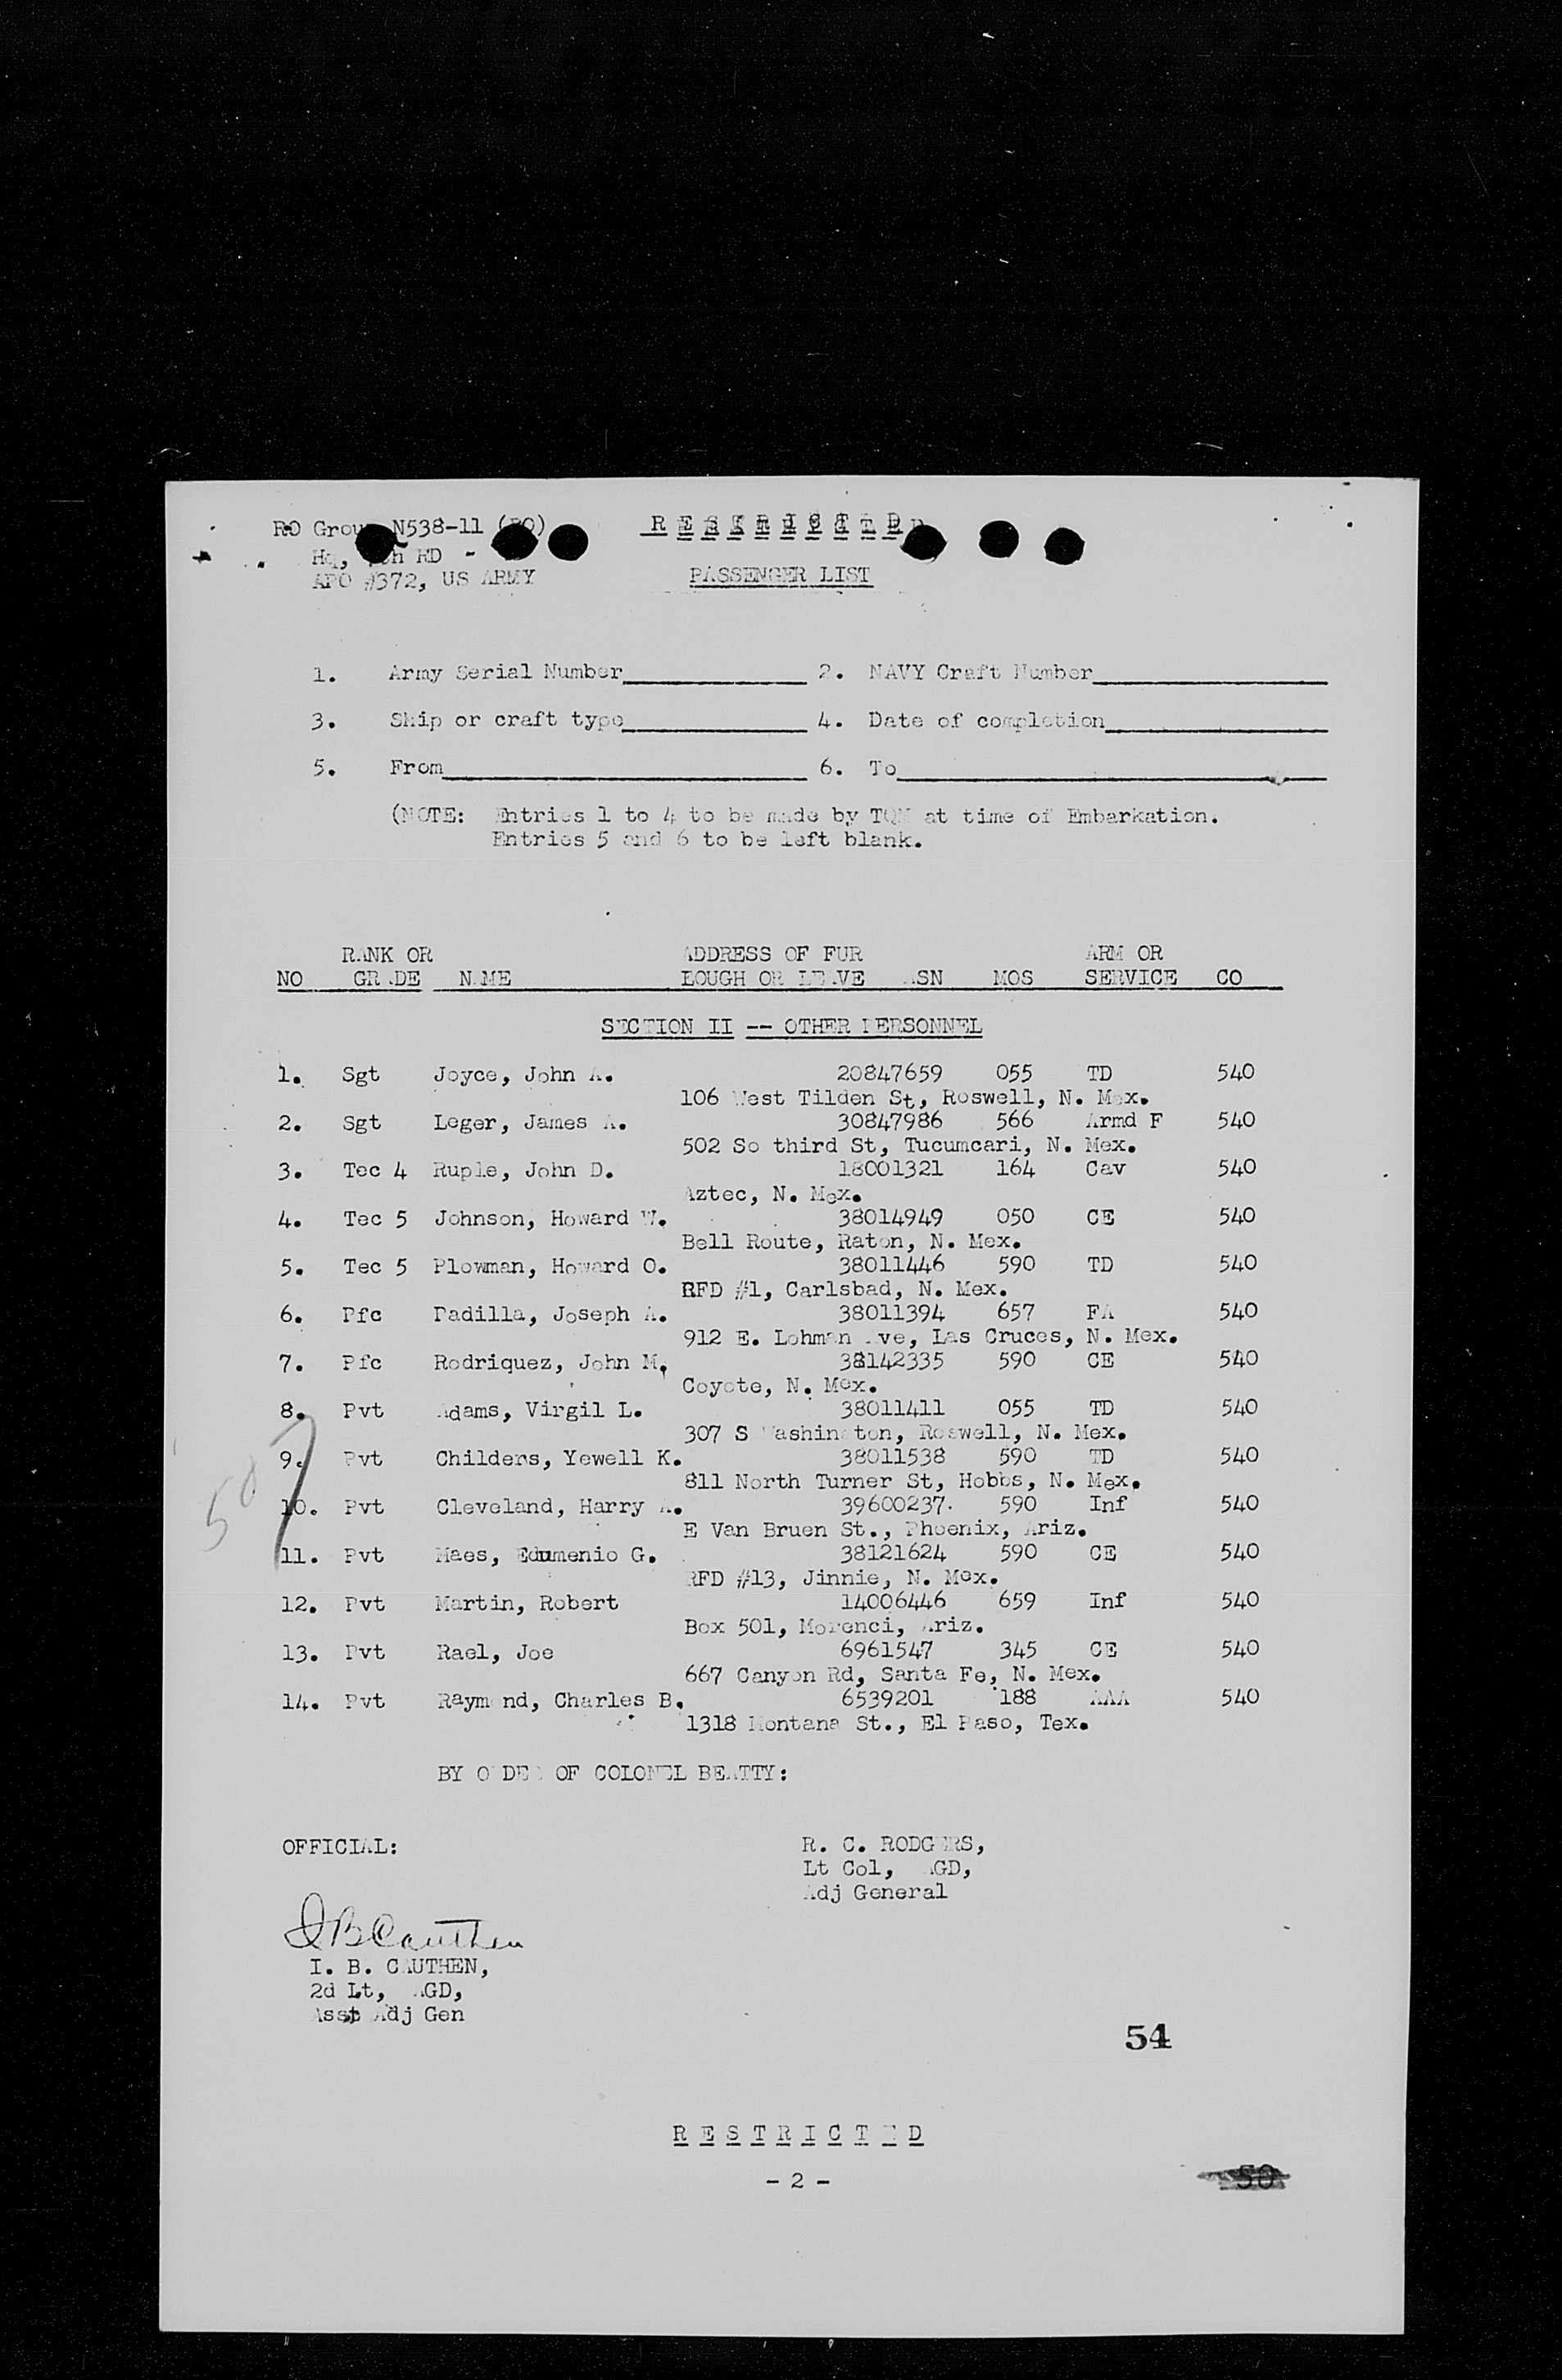 RO Group N538-11 (RO) R E S T R I C T E D
Hq, th RD -
APO #372, US ARMY PASSENGER LIST
1. Army Serial Number 2. NAVY Craft Number
3. Ship or craft type 4. Date of completion
5. From 6. To
(NOTE: Entries 1 to 4 to be made by TQM at time of Embarkation.
Entries 5 and 6 to be left blank.
RANK OR ADDRESS OF FUR ARM OR
NO GRADE NAME LOUGH OR LEAVE ASN MOS SERVICE CO
SECTION II -- OTHER PERSONNEL
1. Sgt Joyce, John A. 20847659 055 TD 540
106 West Tilden St, Roswell, N. Mex.
2. Sgt Leger, James A. 30847986 566 Armd F 540
502 So third St, Tucumcari, N. Mex.
3. Tec 4 Ruple, John D. 18001321 164 Cav 540
Aztec, N. Mex.
4. Tec 5 Johnson, Howard W. 38014949 050 CE 540
Bell Route, Raton, N. Mex.
5. Tec 5 Plowman, Howard O. 38011446 590 TD 540
RFD #1, Carlsbad, N. Mex.
6. Pfc Padilla, Joseph A. 38011394 657 FA 540
912 E. Lohman Ave, Las Cruces, N. Mex.
7. Pfc Rodriquez, John M. 38142335 590 CE 540
Coyote, N. Mex.
8. Pvt Adams, Virgil L. 38011411 055 TD 540
307 S Washington, Roswell, N. Mex.
9. Pvt Childers, Yewell K. 38011538 590 TD 540
811 North Turner St, Hobbs, N. Mex.
507
10. Pvt Cleveland, Harry A. 39600237. 590 Inf 540
E Van Bruen St., Phoenix, Ariz.
11. Pvt Maes, Edumenio G. 38121624 590 CE 540
RFD #13, Jinnie, N. Mex.
12. Pvt Martin, Robert 14006446 659 Inf 540
Box 501, Morenci, Ariz.
13. Pvt Rael, Joe 6961547 345 CE 540
667 Canyon Rd, Santa Fe, N. Mex.
14. Pvt Raymond, Charles B. 6539201 188 AAA 540
1318 Montana St., El Paso, Tex.
BY ORDER OF COLONEL BEATTY:
OFFICIAL: R. C. RODGERS,
Lt Col, AGD,
Adj General
I B Cauthen
I. B. CAUTHEN,
2d Lt, AGD,
Asst Adj Gen
54
R E S T R I C T E D
- 2 - 50